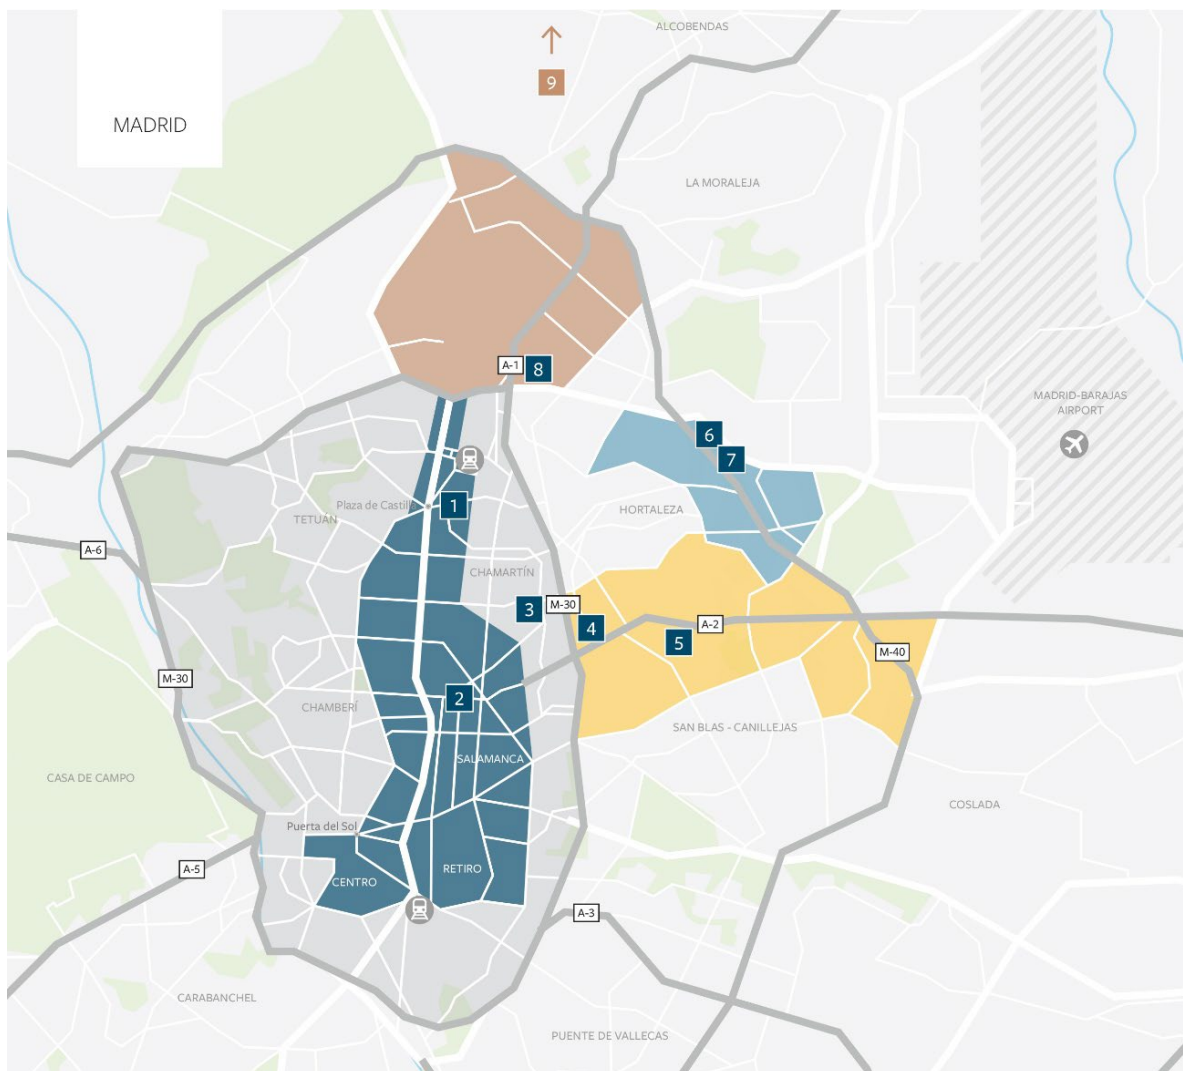 ALCOBENDAS
9
MADRID
LA MORALEJA
A-1
8
MADRID-BARAJAS
AIRPORT
6
7
Plaza de Castilla
1
TETUÁN
HORTALEZA
A-6
CHAMARTÍN
3
M-30
4
A-2
5
M-40
M-30
2
CHAMBERÍ
SAN BLAS - CANILLEJAS
SALAMANCA
CASA DE CAMPO
COSLADA
Puerta del Sol
A-5
RETIRO
CENTRO
A-3
CARABANCHEL
PUENTE DE VALLECAS